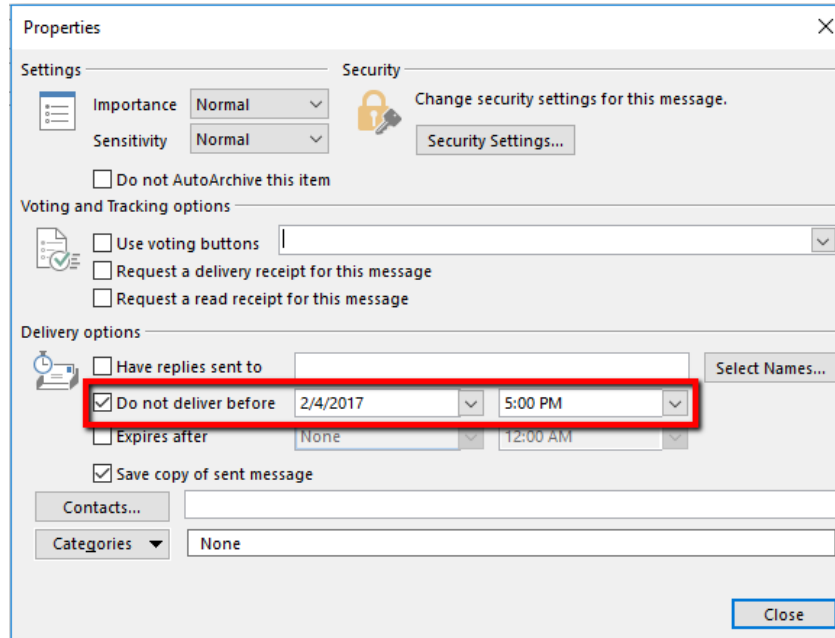 Properties
Settings
Security
Importance Normal
Change security settings for this message.
Sensitivity Normal
Security Settings...
Do not AutoArchive this item
Voting and Tracking options
Use voting buttons
Request a delivery receipt for this message
Request a read receipt for this message
Delivery options
Have replies sent to Select Names...
Do not deliver before 2/4/2017 5:00 PM
Expires after None 12:00 AM
Save copy of sent message
Contacts...
Categories None
Close